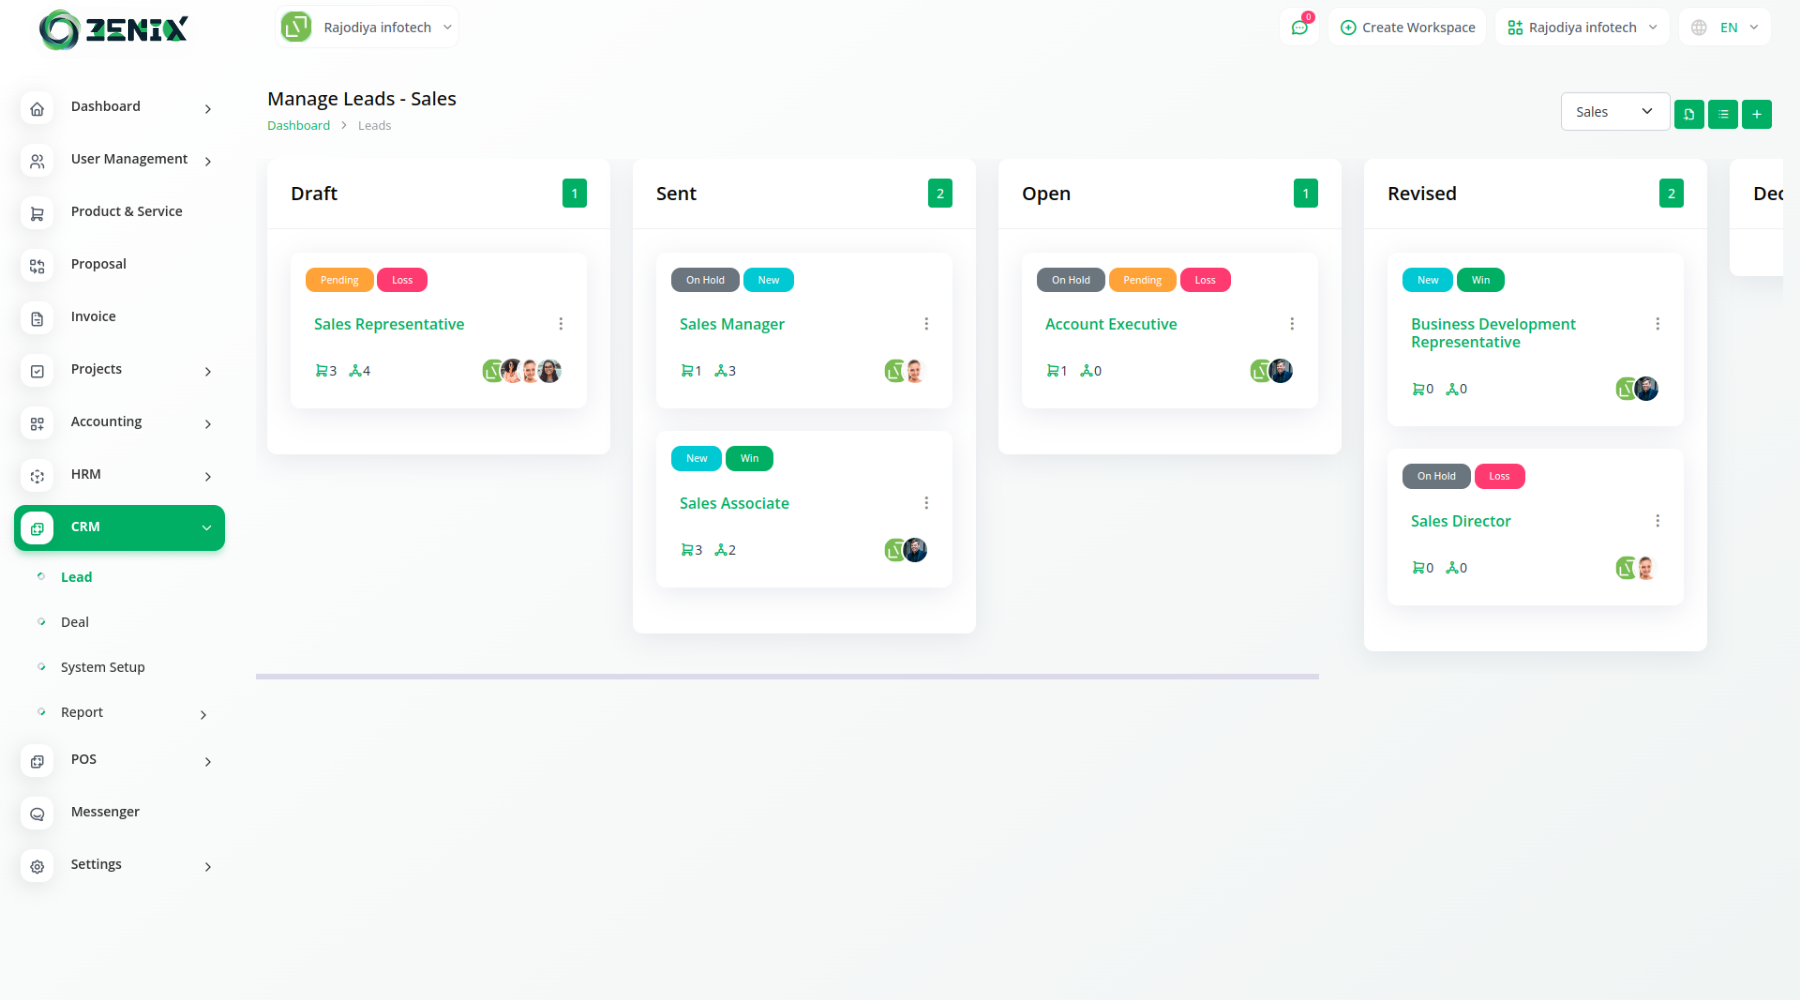 ZENIX
Rajodiya infotech
0
Create Workspace
Rajodiya infotech
EN
Dashboard
User Management
Product & Service
Proposal
Invoice
Projects
Accounting
HRM
CRM
Lead
Deal
System Setup
Report
POS
Messenger
Settings
Manage Leads - Sales
Dashboard > Leads
Sales
Draft 1
Pending Loss
Sales Representative
3 4
Sent 2
On Hold New
Sales Manager
1 3
New Win
Sales Associate
3 2
Open 1
On Hold Pending Loss
Account Executive
1 0
Revised 2
New Win
Business Development
Representative
0 0
On Hold Loss
Sales Director
0 0
Dec